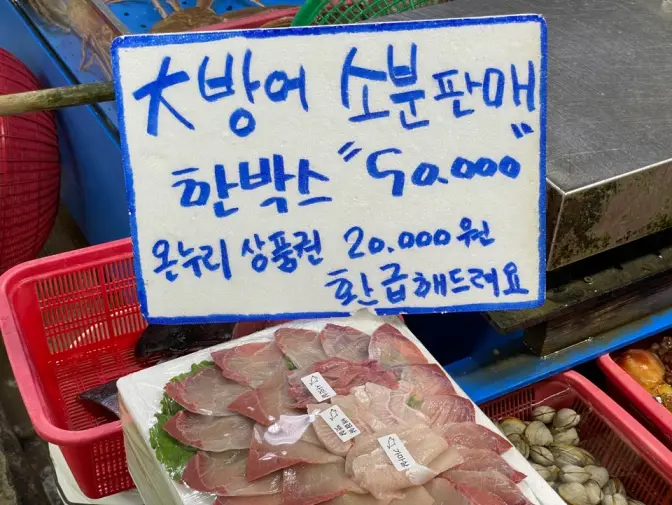 大방어 소분판매
한박스 "90.000"
온누리 상품권 20.000원
환급해드려요